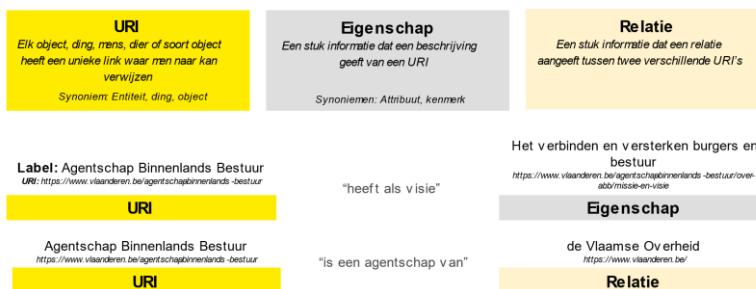 URI
Elk object, ding, mens, dier of soort object
heeft een unieke link waar men naar kan
verwijzen
Synoniem: Entiteit, ding, object
Eigenschap
Een stuk informatie dat een beschrijving
geeft van een URI
Synoniemen: Attribuut, kenmerk
Relatie
Een stuk informatie dat een relatie
aangeeft tussen twee verschillende URI's
Label: Agentschap Binnenlands Bestuur
URI: https://www.vlaanderen.be/agentschapbinnenlands-bestuur
URI
"heeft als visie"
Het verbinden en versterken burgers en
bestuur
https://www.vlaanderen.be/agentschapbinnenlands-bestuur/over-
abb/missie-en-visie
Eigenschap
Agentschap Binnenlands Bestuur
https://www.vlaanderen.be/agentschapbinnenlands-bestuur
URI
"is een agentschap van"
de Vlaamse Overheid
https://www.vlaanderen.be/
Relatie